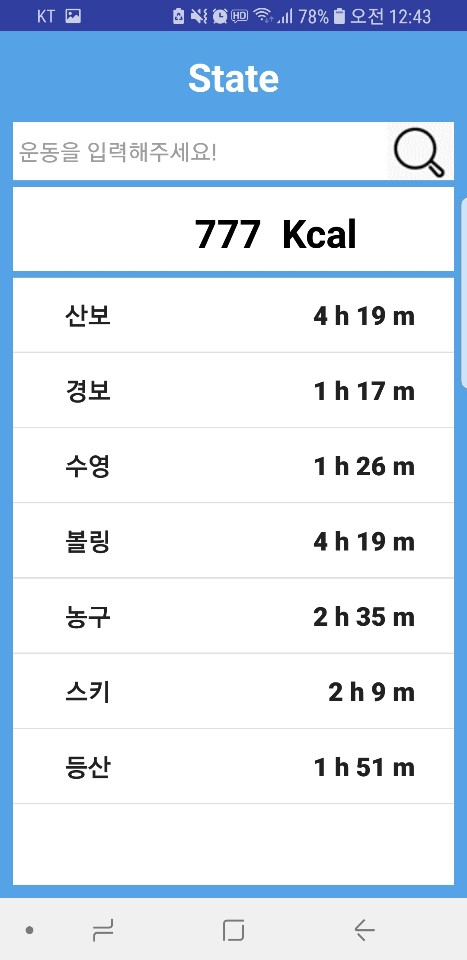 KT HD 78% 오전 12:43
State
운동을 입력해주세요!
777 Kcal
산보 4 h 19 m
경보 1 h 17 m
수영 1 h 26 m
볼링 4 h 19 m
농구 2 h 35 m
스키 2 h 9 m
등산 1 h 51 m